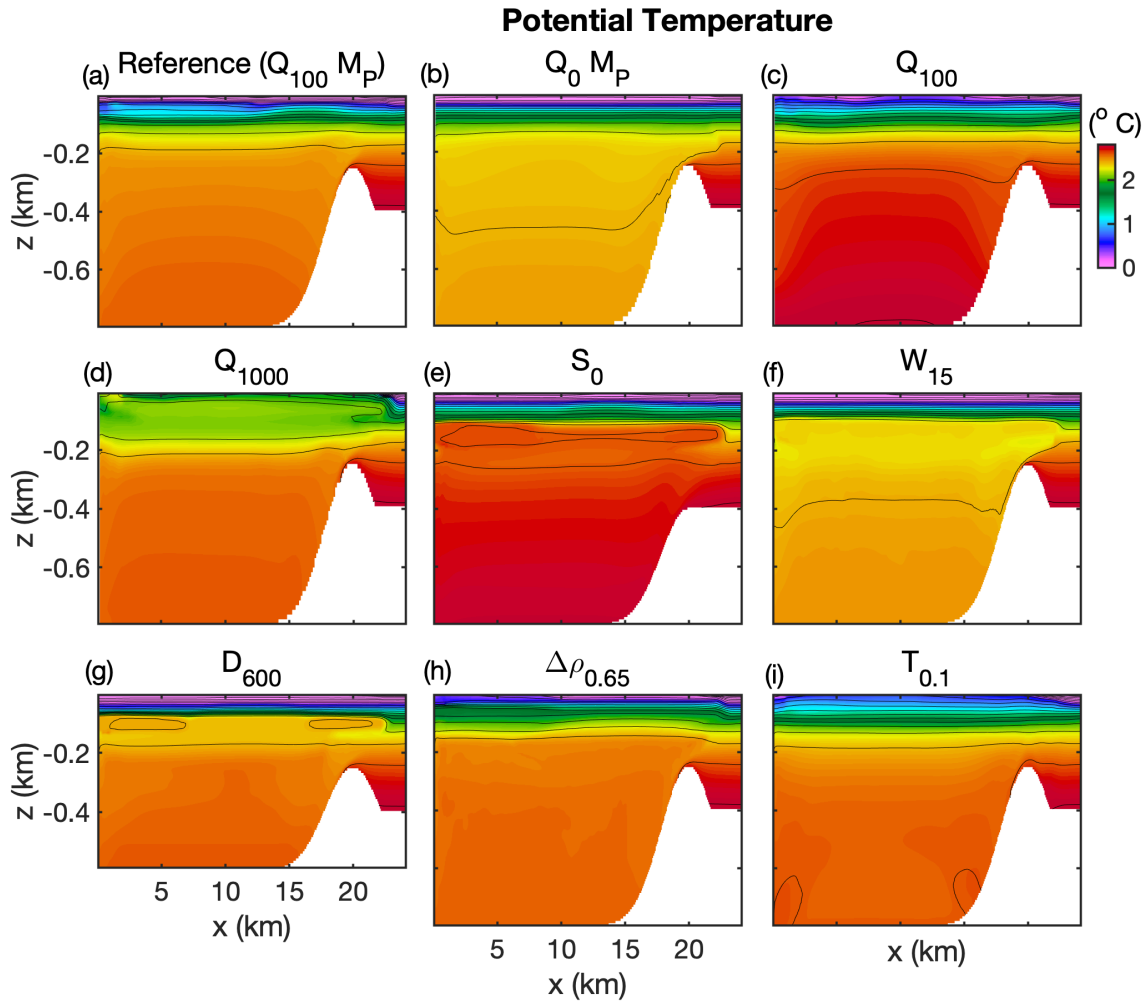 Potential Temperature
(a) Reference (Q100 MP)
(b) Q0 MP
(c) Q100
(° C)
2
1
0
z (km)
-0.2
-0.4
-0.6
(d) Q1000
(e) S0
(f) W15
z (km)
-0.2
-0.4
-0.6
(g) D600
(h) Δρ0.65
(i) T0.1
z (km)
-0.2
-0.4
5 10 15 20
x (km)
5 10 15 20
x (km)
x (km)